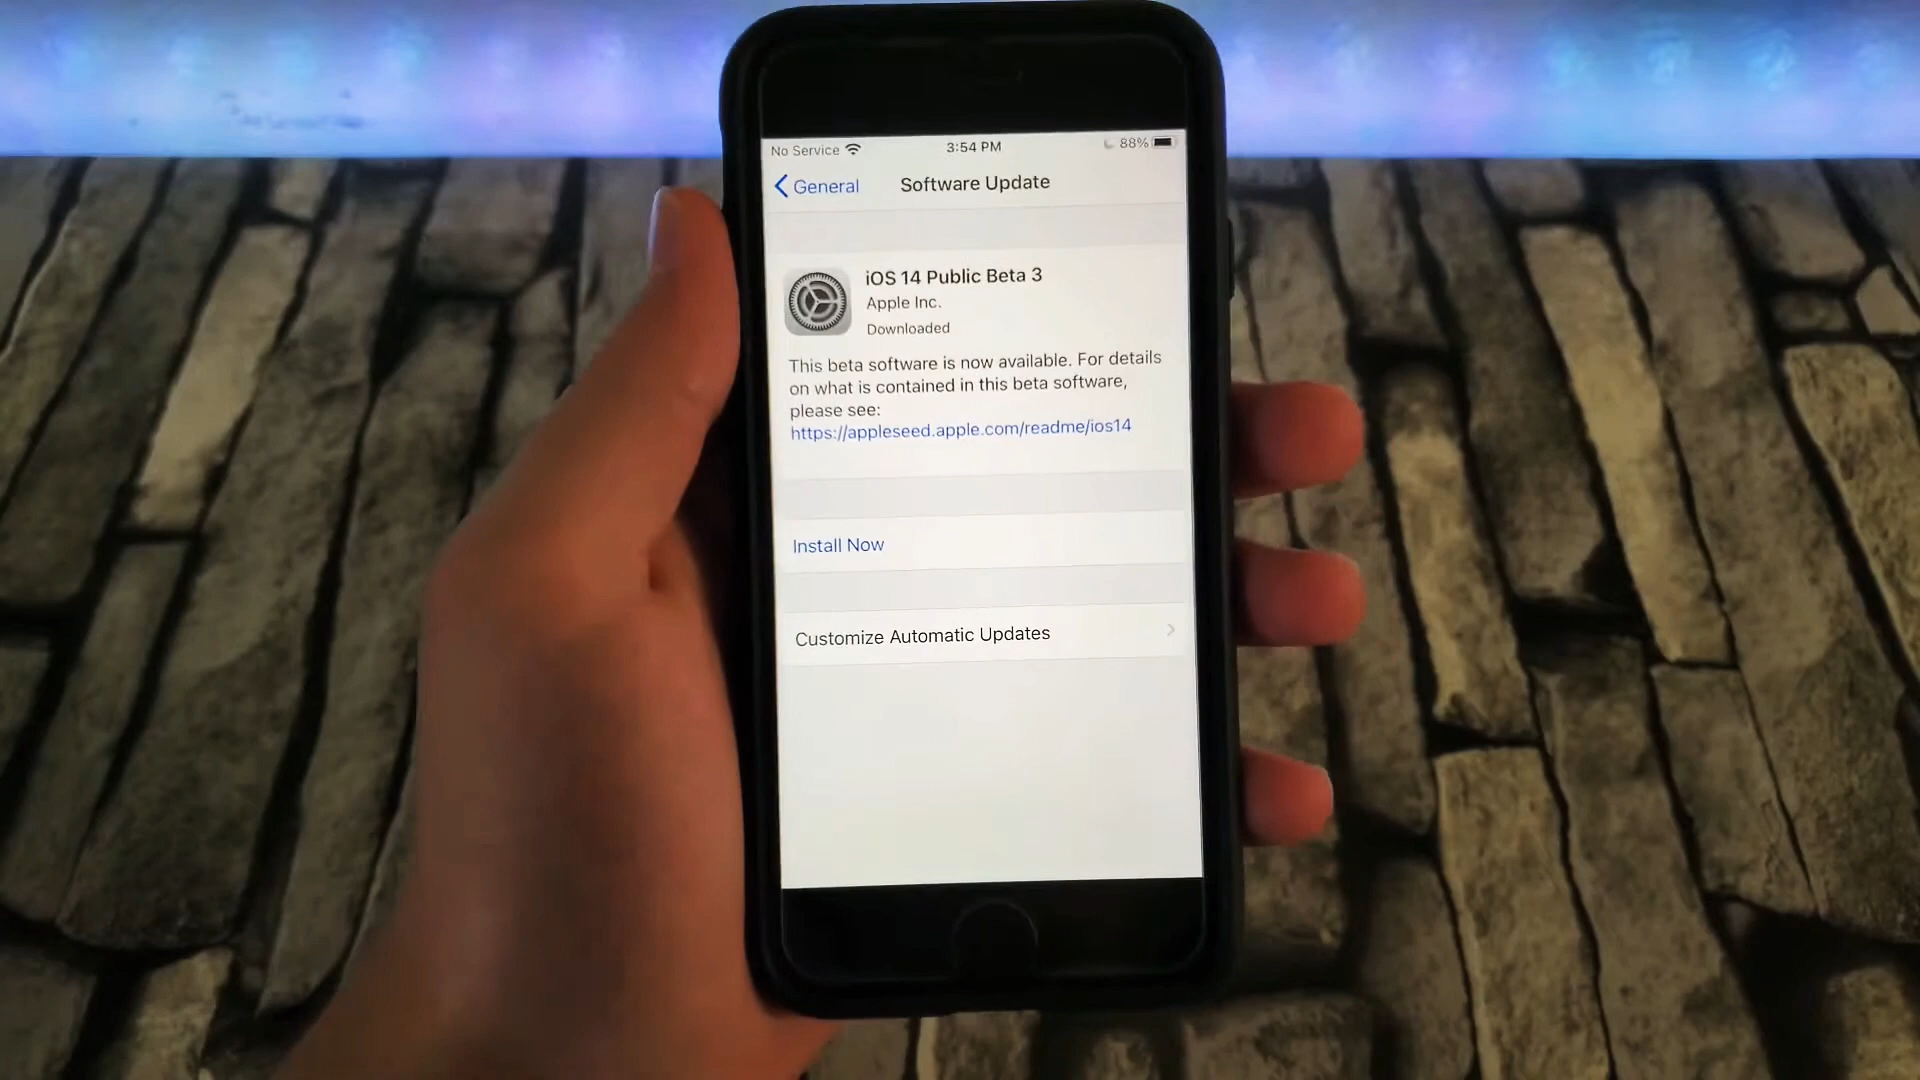 No Service 3:54 PM 88%
General Software Update
iOS 14 Public Beta 3
Apple Inc.
Downloaded
This beta software is now available. For details
on what is contained in this beta software,
please see:
https://appleseed.apple.com/readme/ios14
Install Now
Customize Automatic Updates